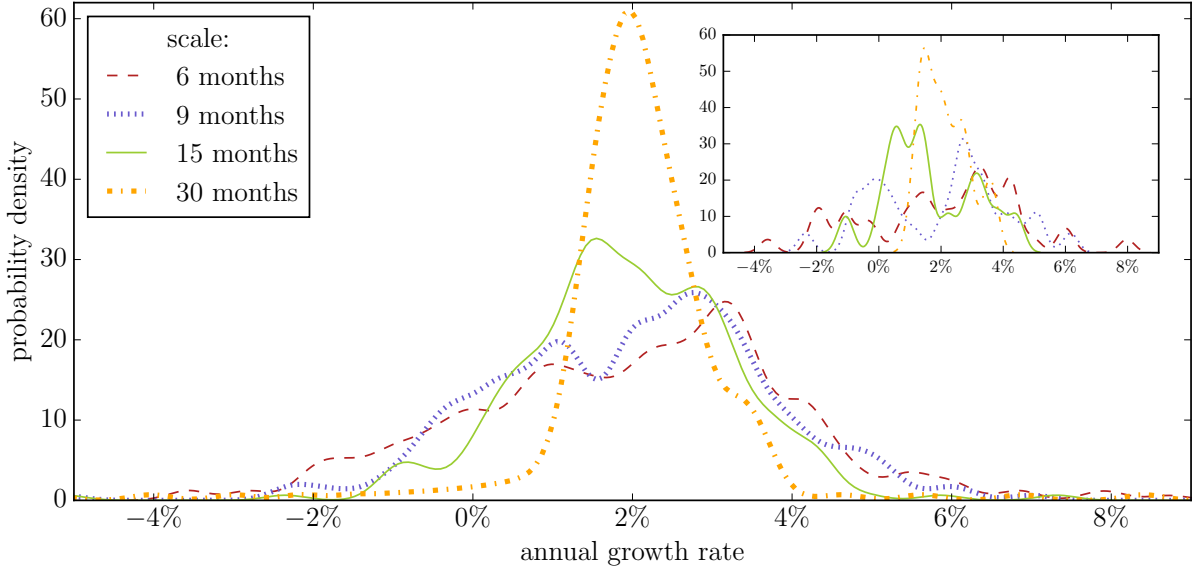 60
50
40
30
20
10
0
probability density
scale:
6 months
9 months
15 months
30 months
60
50
40
30
20
10
0
−4% −2% 0% 2% 4% 6% 8%
−4% −2% 0% 2% 4% 6% 8%
annual growth rate